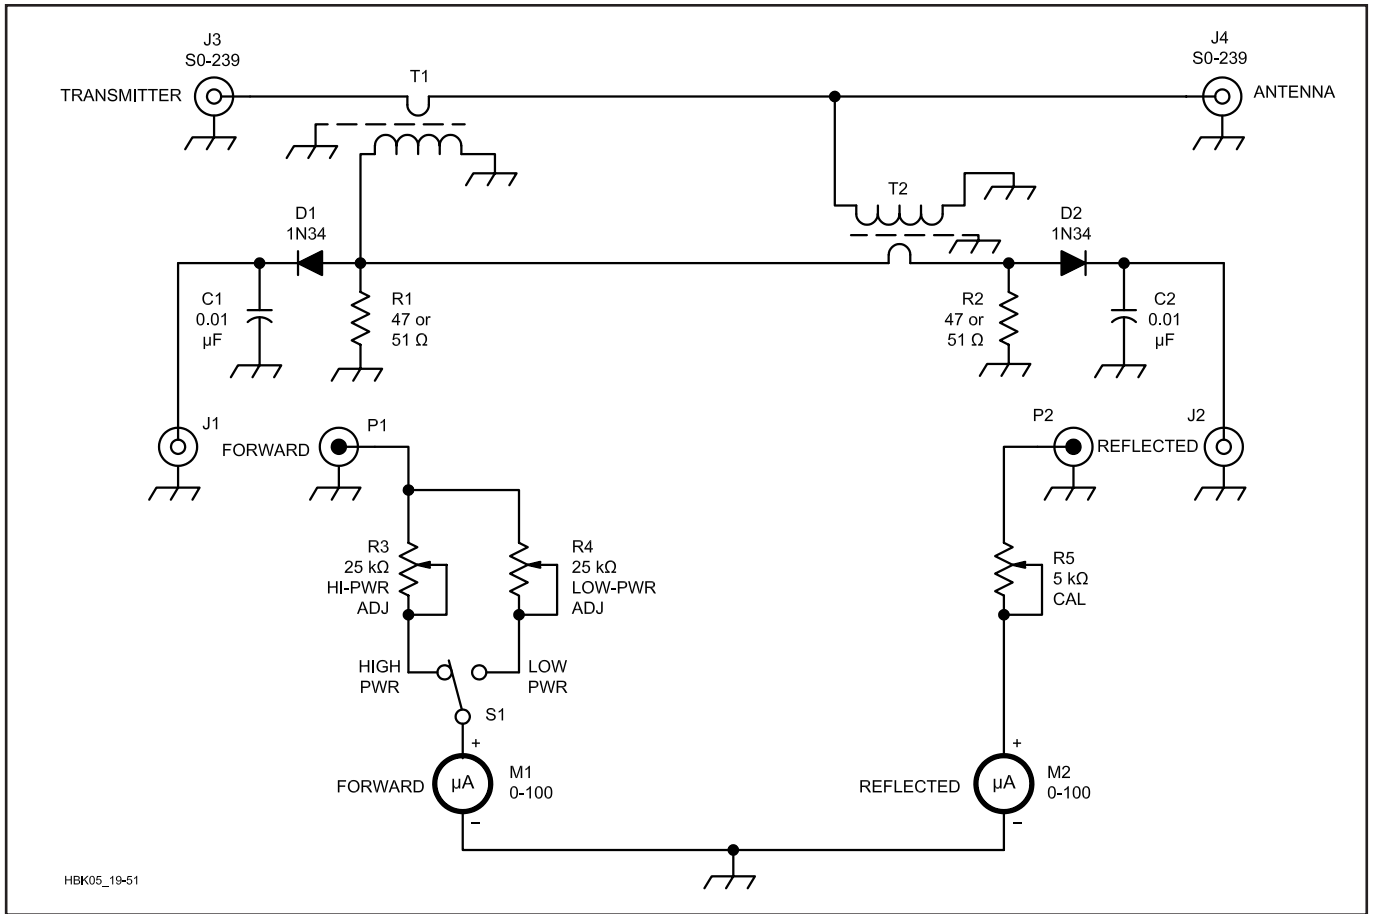 J3
S0-239
TRANSMITTER
T1
J4
S0-239
ANTENNA
T2
D1
1N34
D2
1N34
C1
0.01
µF
R1
47 or
51 Ω
R2
47 or
51 Ω
C2
0.01
µF
J1
FORWARD
P1
P2
REFLECTED
J2
R3
25 kΩ
HI-PWR
ADJ
R4
25 kΩ
LOW-PWR
ADJ
R5
5 kΩ
CAL
HIGH
PWR
LOW
PWR
S1
+
FORWARD
µA
M1
0-100
–
+
REFLECTED
µA
M2
0-100
–
HBK05_19-51